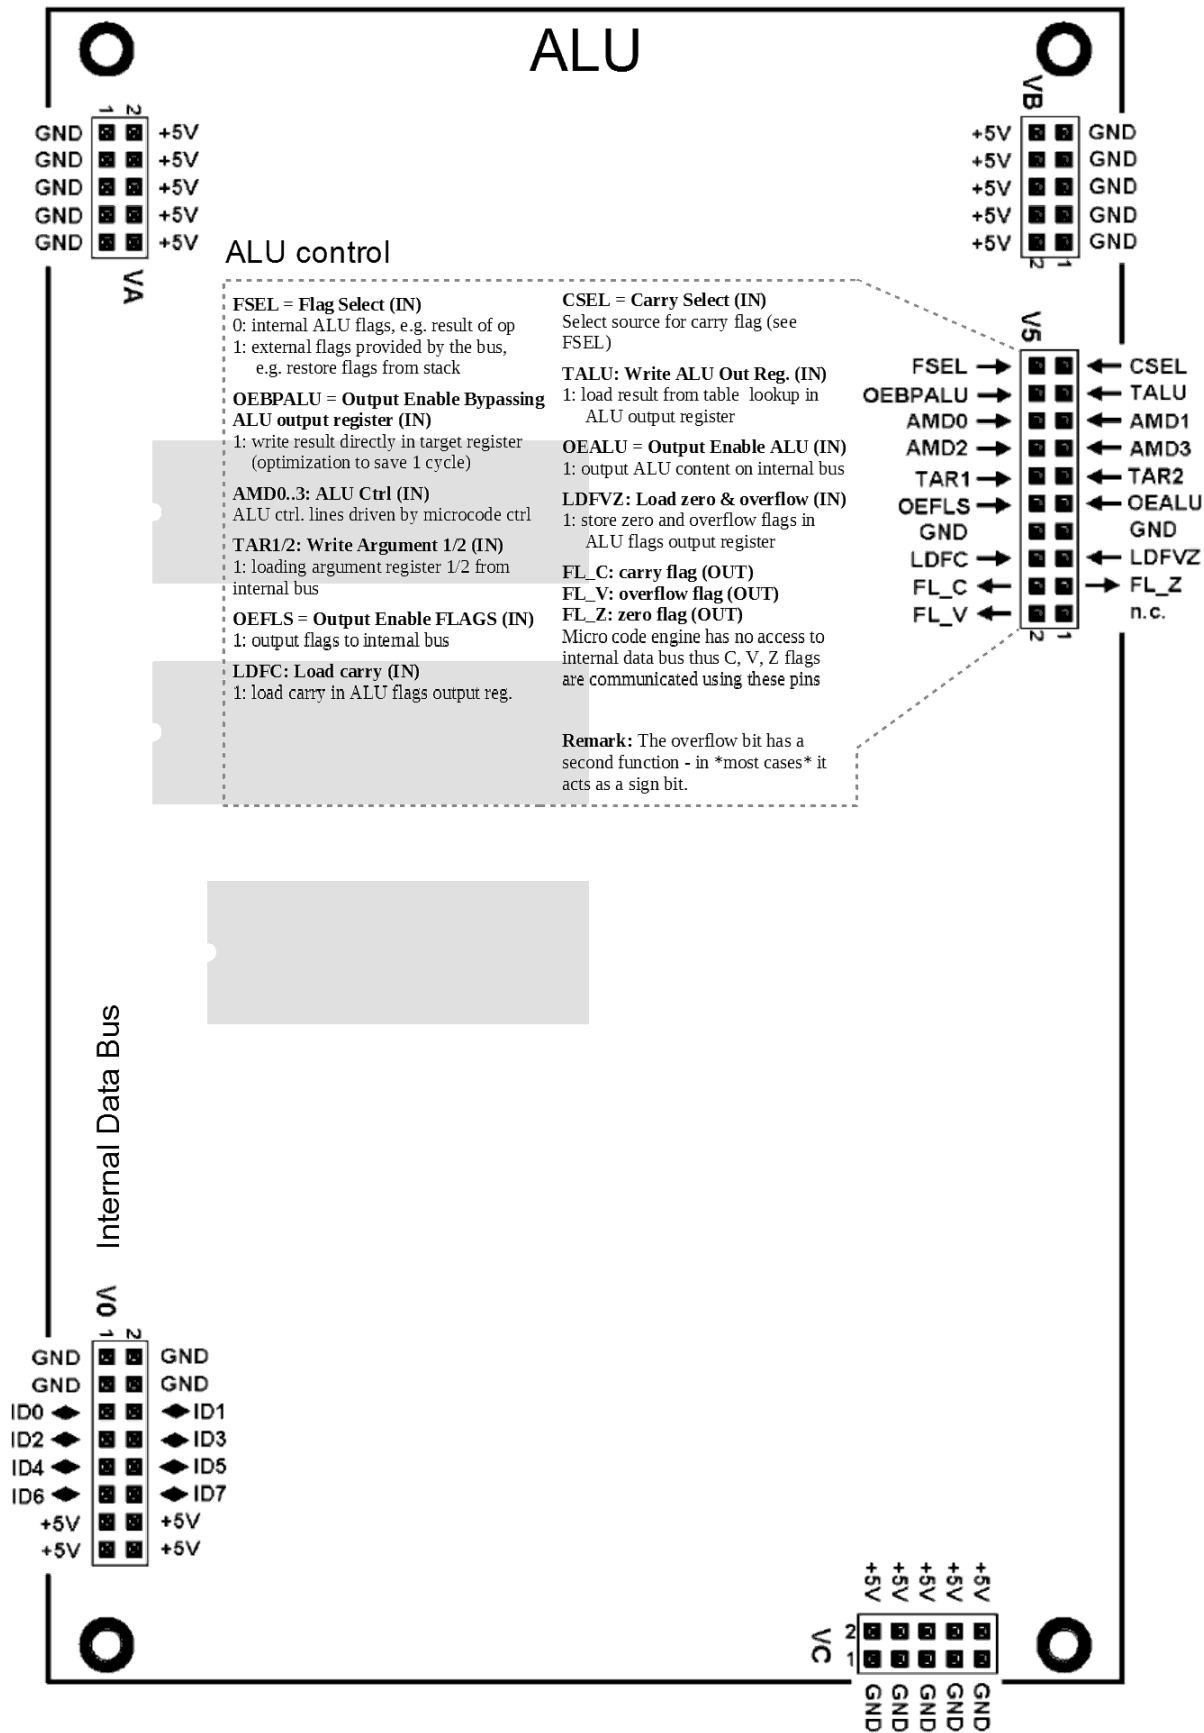 ALU
1 2
GND +5V
GND +5V
GND +5V
GND +5V
GND +5V
VA
VB
+5V GND
+5V GND
+5V GND
+5V GND
+5V GND
2 1
ALU control
FSEL = Flag Select (IN)
0: internal ALU flags, e.g. result of op
1: external flags provided by the bus,
e.g. restore flags from stack
OEBPALU = Output Enable Bypassing
ALU output register (IN)
1: write result directly in target register
(optimization to save 1 cycle)
AMD0..3: ALU Ctrl (IN)
ALU ctrl. lines driven by microcode ctrl
TAR1/2: Write Argument 1/2 (IN)
1: loading argument register 1/2 from
internal bus
OEFLS = Output Enable FLAGS (IN)
1: output flags to internal bus
LDFC: Load carry (IN)
1: load carry in ALU flags output reg.
CSEL = Carry Select (IN)
Select source for carry flag (see
FSEL)
TALU: Write ALU Out Reg. (IN)
1: load result from table lookup in
ALU output register
OEALU = Output Enable ALU (IN)
1: output ALU content on internal bus
LDFVZ: Load zero & overflow (IN)
1: store zero and overflow flags in
ALU flags output register
FL_C: carry flag (OUT)
FL_V: overflow flag (OUT)
FL_Z: zero flag (OUT)
Micro code engine has no access to
internal data bus thus C, V, Z flags
are communicated using these pins
Remark: The overflow bit has a
second function - in *most cases* it
acts as a sign bit.
V5
FSEL CSEL
OEBPALU TALU
AMD0 AMD1
AMD2 AMD3
TAR1 TAR2
OEFLS OEALU
GND GND
LDFC LDFVZ
FL_C FL_Z
FL_V n.c.
2 1
Internal Data Bus
V0
1 2
GND GND
GND GND
ID0 ID1
ID2 ID3
ID4 ID5
ID6 ID7
+5V +5V
+5V +5V
+5V +5V +5V +5V +5V
VC
2
1
GND GND GND GND GND